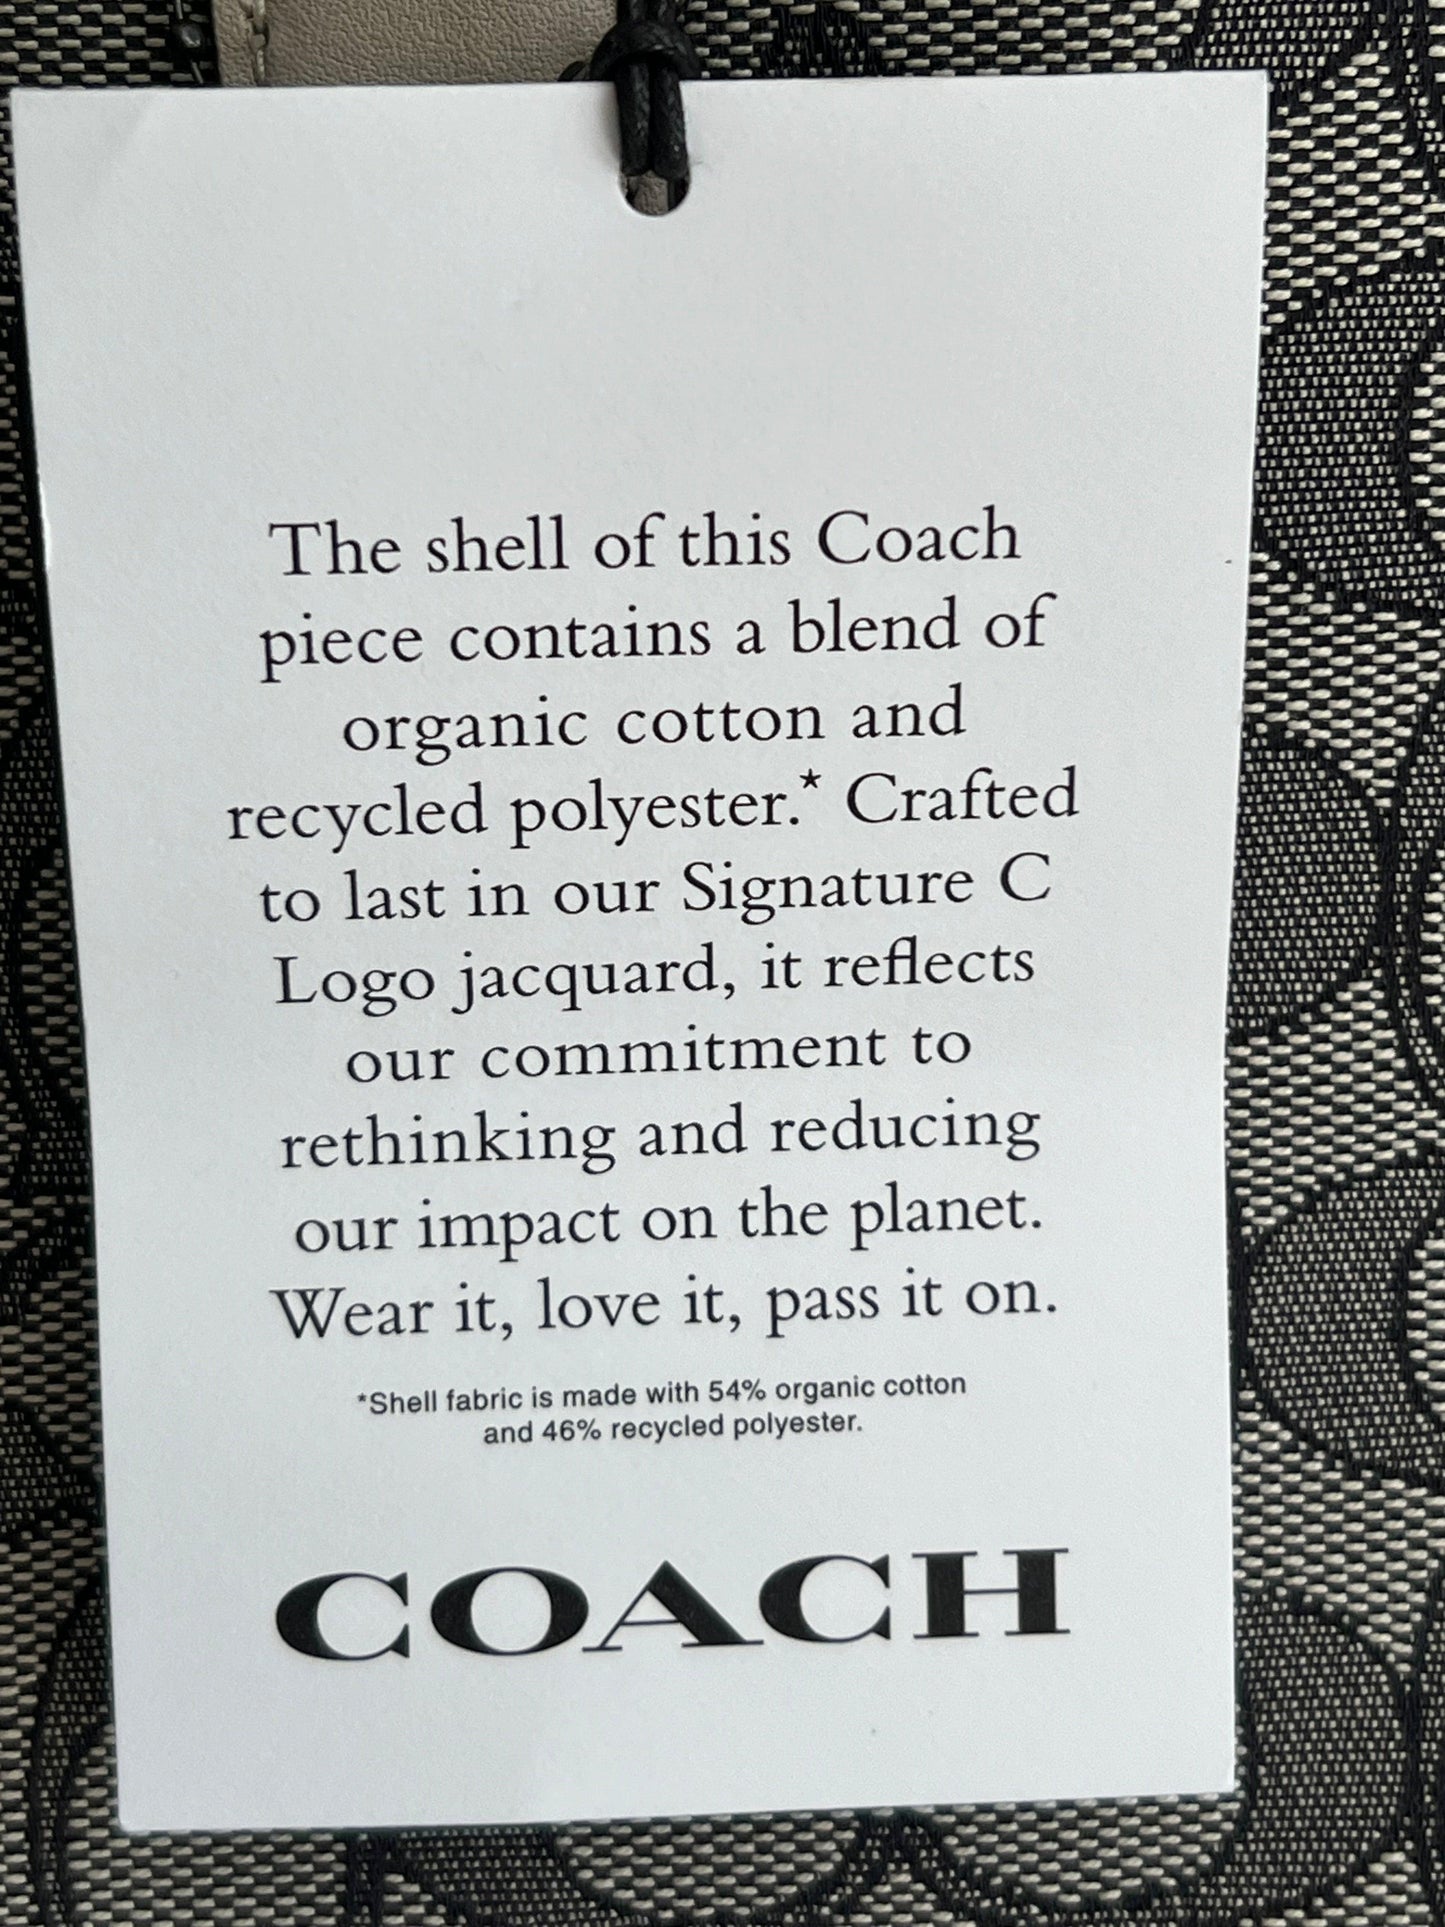 The shell of this Coach
piece contains a blend of
organic cotton and
recycled polyester.* Crafted
to last in our Signature C
Logo jacquard, it reflects
our commitment to
rethinking and reducing
our impact on the planet.
Wear it, love it, pass it on.
*Shell fabric is made with 54% organic cotton
and 46% recycled polyester.
COACH